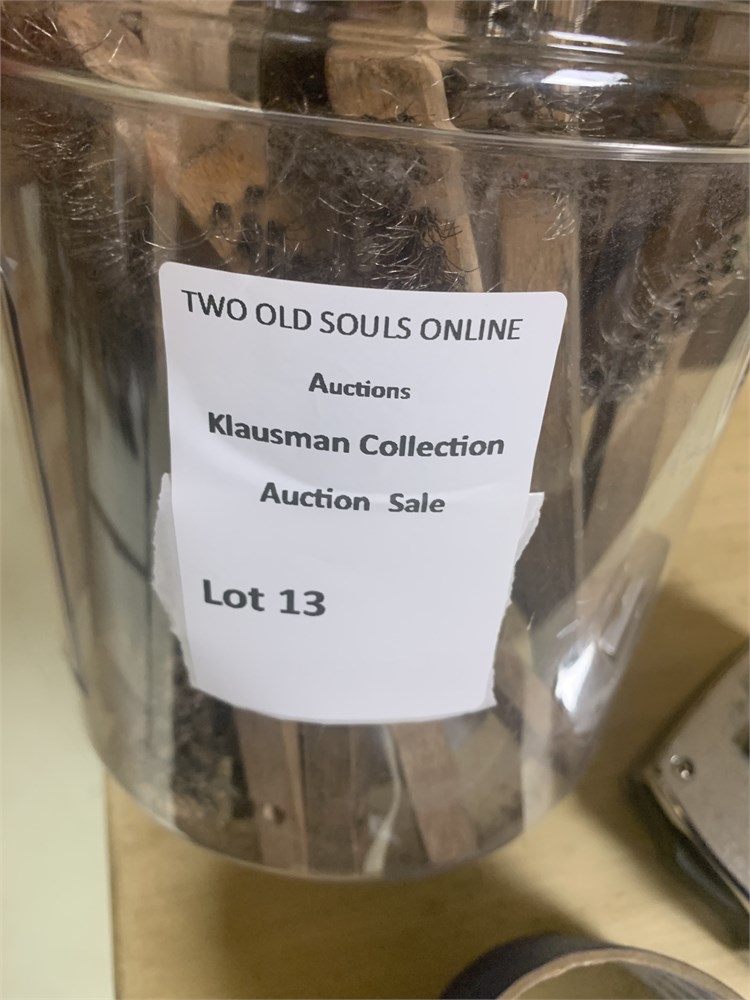 TWO OLD SOULS ONLINE
Auctions
Klausman Collection
Auction Sale
Lot 13